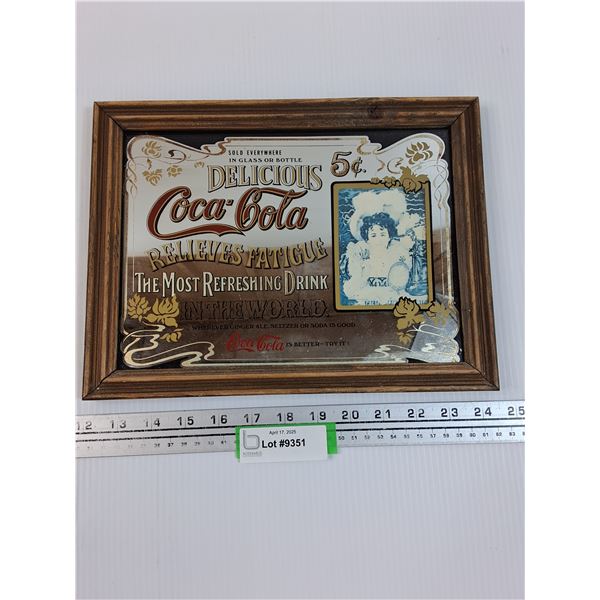 SOLD EVERYWHERE
IN GLASS OR BOTTLE
DELICIOUS 5¢.
Coca-Cola
RELIEVES FATIGUE
THE MOST REFRESHING DRINK
IN THE WORLD.
WHEREVER GINGER ALE, SELTZER OR SODA IS GOOD
Coca-Cola IS BETTER—TRY IT!
12 13 14 15 16 17 18 19 20 21 22 23 24 25
April 17, 2025
Lot #9351